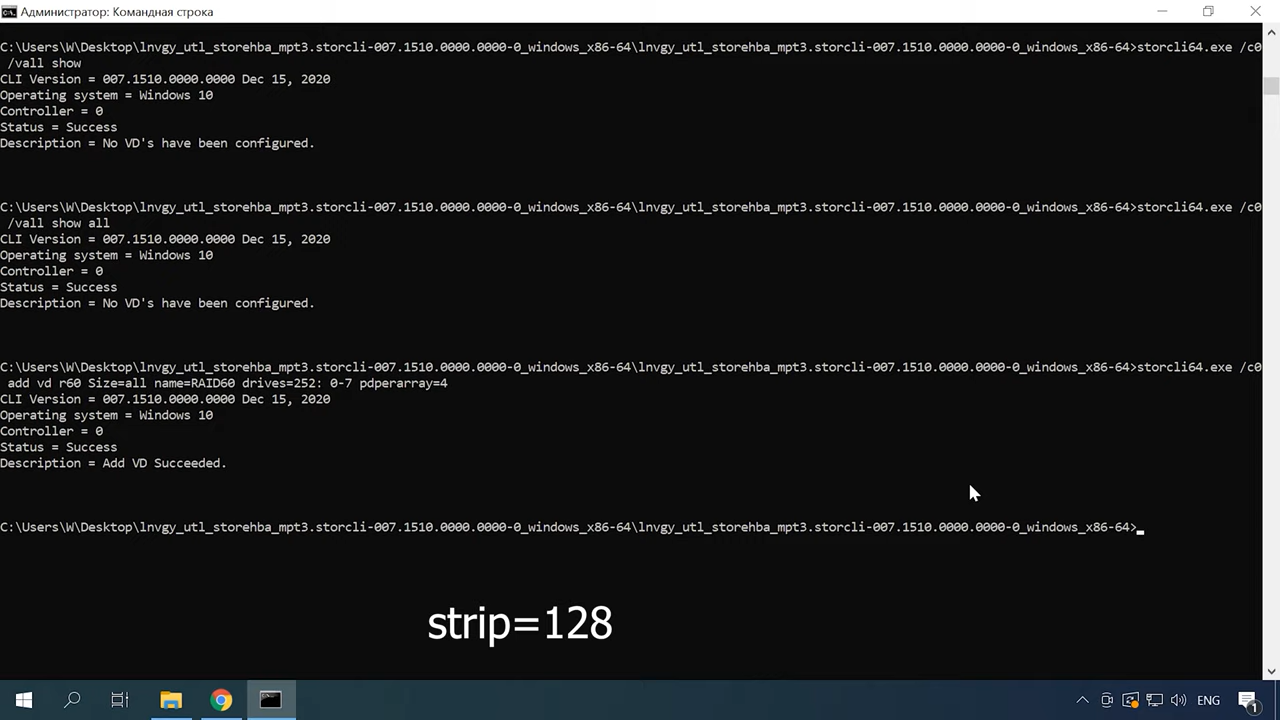 Администратор: Командная строка
C:\Users\W\Desktop\lnvgy_utl_storehba_mpt3.storcli-007.1510.0000.0000-0_windows_x86-64\lnvgy_utl_storehba_mpt3.storcli-007.1510.0000.0000-0_windows_x86-64>storcli64.exe /c0
/vall show
CLI Version = 007.1510.0000.0000 Dec 15, 2020
Operating system = Windows 10
Controller = 0
Status = Success
Description = No VD's have been configured.
C:\Users\W\Desktop\lnvgy_utl_storehba_mpt3.storcli-007.1510.0000.0000-0_windows_x86-64\lnvgy_utl_storehba_mpt3.storcli-007.1510.0000.0000-0_windows_x86-64>storcli64.exe /c0
/vall show all
CLI Version = 007.1510.0000.0000 Dec 15, 2020
Operating system = Windows 10
Controller = 0
Status = Success
Description = No VD's have been configured.
C:\Users\W\Desktop\lnvgy_utl_storehba_mpt3.storcli-007.1510.0000.0000-0_windows_x86-64\lnvgy_utl_storehba_mpt3.storcli-007.1510.0000.0000-0_windows_x86-64>storcli64.exe /c0
add vd r60 Size=all name=RAID60 drives=252: 0-7 pdperarray=4
CLI Version = 007.1510.0000.0000 Dec 15, 2020
Operating system = Windows 10
Controller = 0
Status = Success
Description = Add VD Succeeded.
C:\Users\W\Desktop\lnvgy_utl_storehba_mpt3.storcli-007.1510.0000.0000-0_windows_x86-64\lnvgy_utl_storehba_mpt3.storcli-007.1510.0000.0000-0_windows_x86-64>_
strip=128
ENG
1